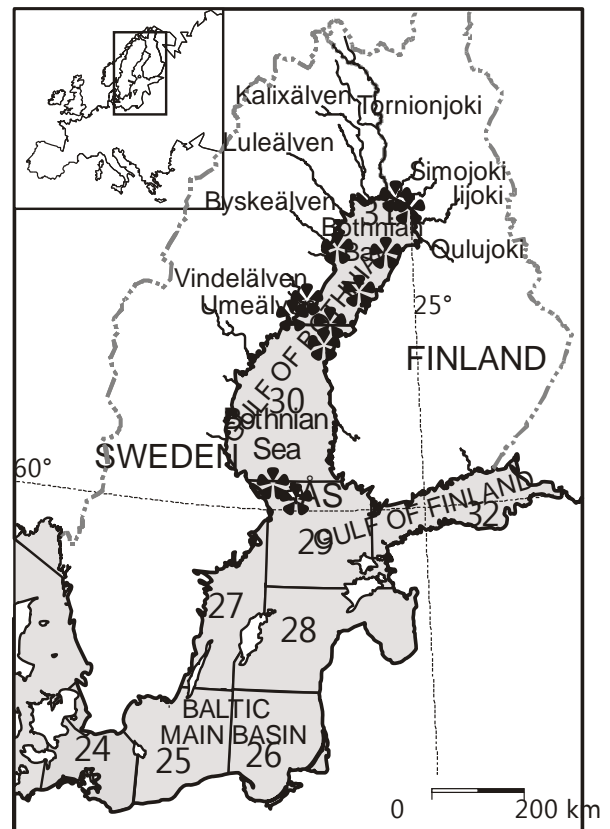 Kalixälven
Tornionjoki
Luleälven
Simojoki
Iijoki
Byskeälven
31
Bothnian
Bay
Oulujoki
Vindelälven
Umeälven
25°
GULF OF BOTHNIA
FINLAND
30
Bothnian
Sea
SWEDEN
60°
ÅS
GULF OF FINLAND
32
29
27
28
BALTIC
MAIN BASIN
24
25
26
0
200 km